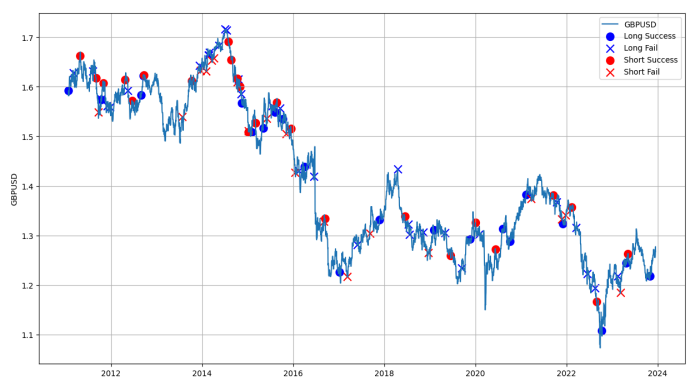 1.7
1.6
1.5
1.4
1.3
1.2
1.1
GBPUSD
2012
2014
2016
2018
2020
2022
2024
GBPUSD
Long Success
Long Fail
Short Success
Short Fail